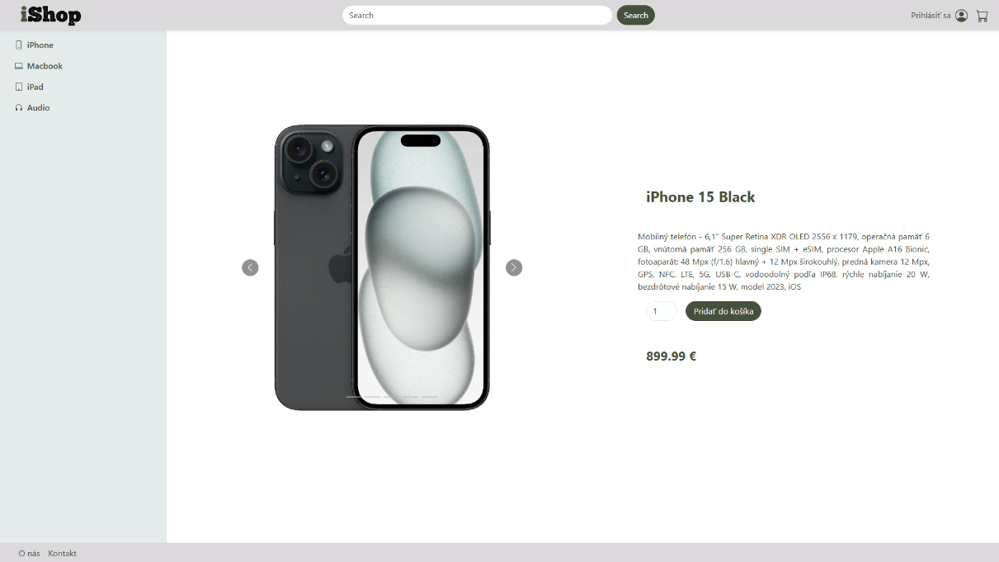 iShop
Search
Search
Prihlásiť sa
iPhone
Macbook
iPad
Audio
iPhone 15 Black
Mobilný telefón - 6,1" Super Retina XDR OLED 2556 x 1179, operačná pamäť 6
GB, vnútorná pamäť 256 GB, single SIM + eSIM, procesor Apple A16 Bionic,
fotoaparát: 48 Mpx (f/1,6) hlavný + 12 Mpx širokouhlý, predná kamera 12 Mpx,
GPS, NFC, LTE, 5G, USB-C, vodoodolný podľa IP68, rýchle nabíjanie 20 W,
bezdrôtové nabíjanie 15 W, model 2023, iOS
1
Pridať do košíka
899.99 €
O nás
Kontakt